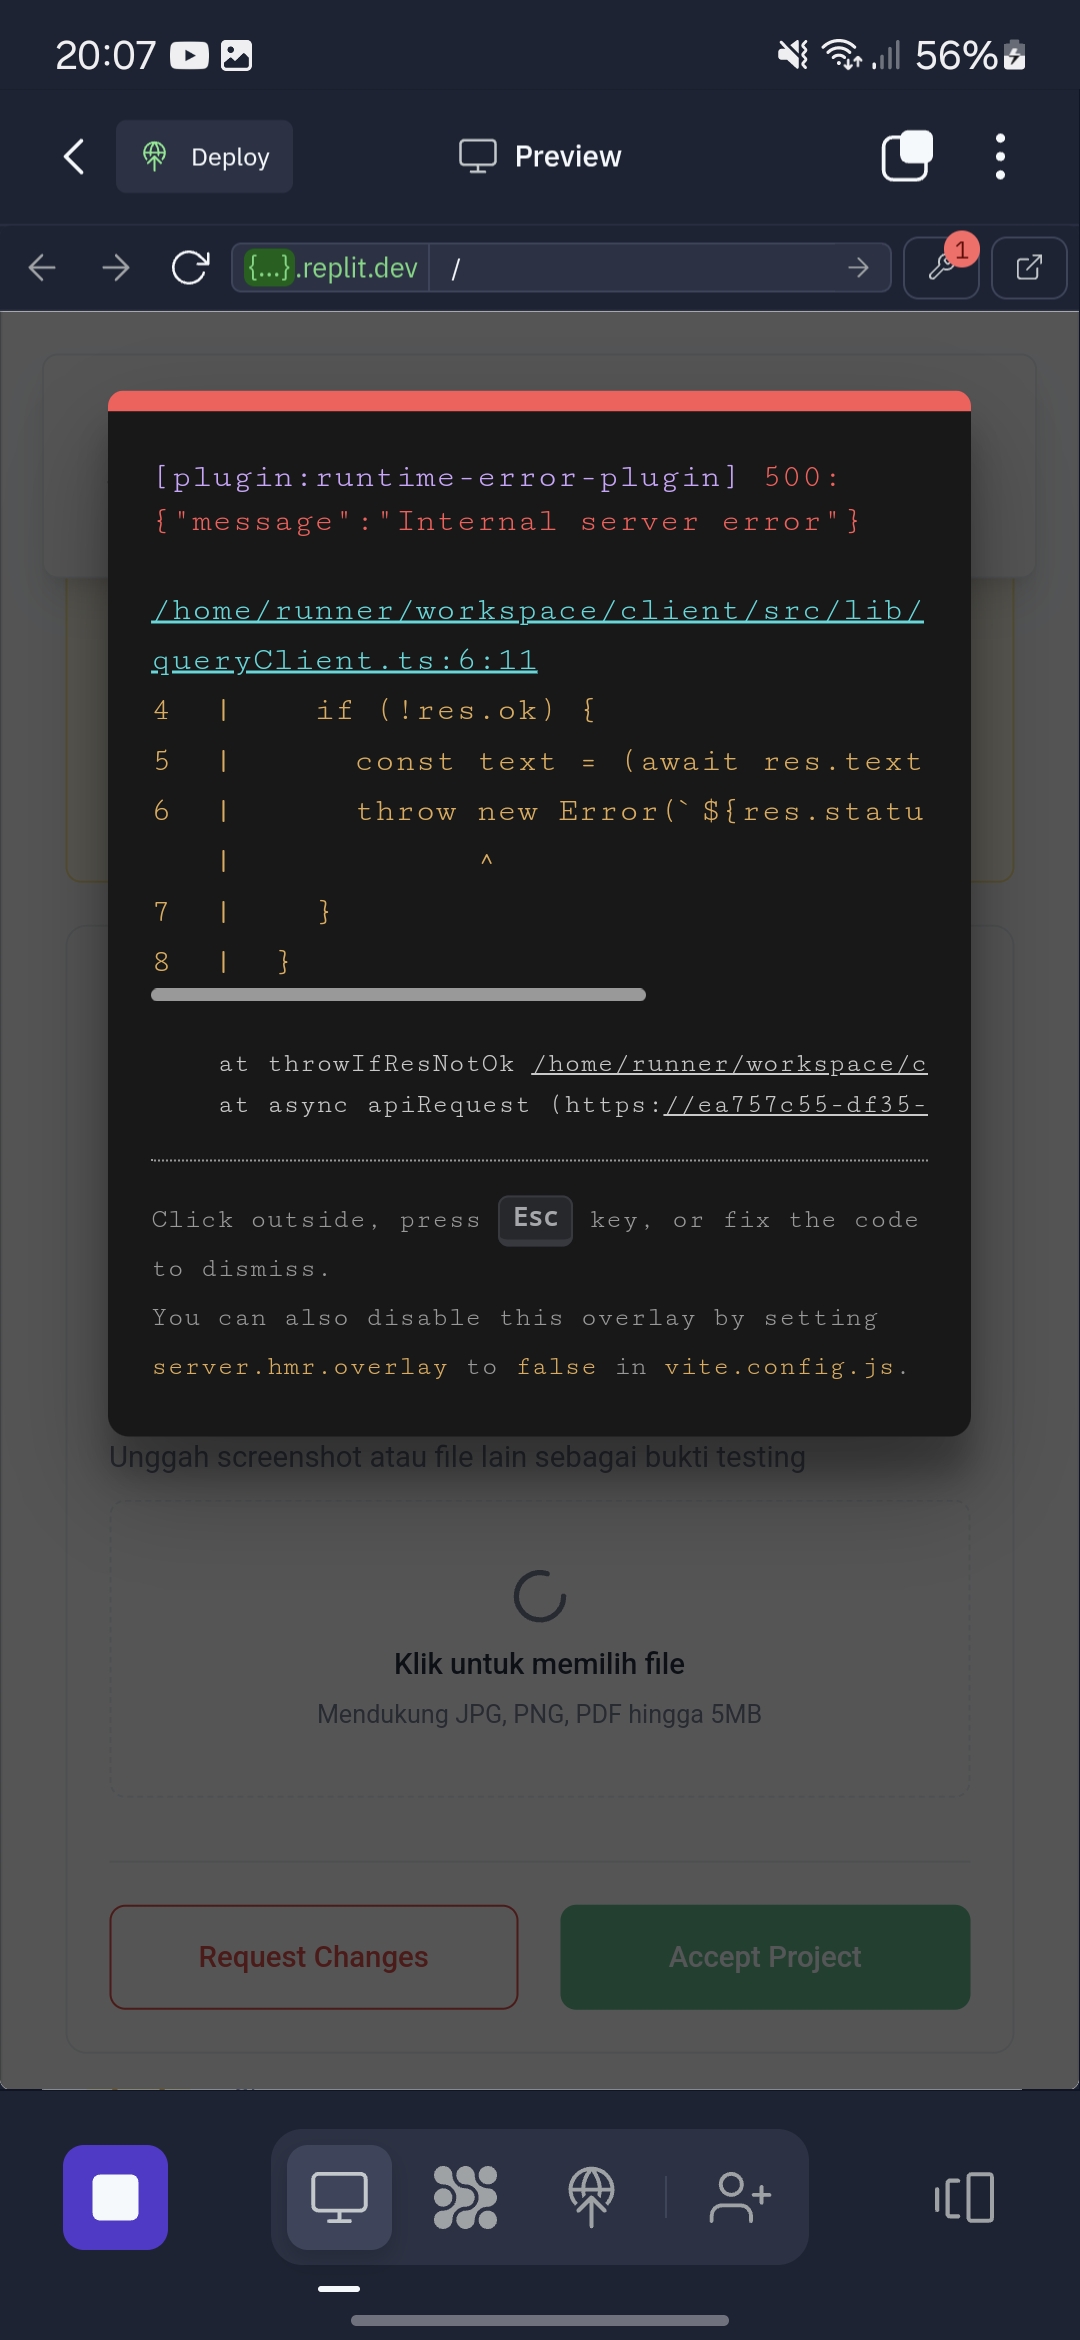 20:07
56%
Deploy
Preview
{...}.replit.dev
/
1
[plugin:runtime-error-plugin] 500:
{"message":"Internal server error"}
/home/runner/workspace/client/src/lib/
queryClient.ts:6:11
4  |    if (!res.ok) {
5  |      const text = (await res.text
6  |      throw new Error(`${res.statu
   |            ^
7  |    }
8  |  }
at throwIfResNotOk /home/runner/workspace/c
at async apiRequest (https://ea757c55-df35-
Click outside, press Esc key, or fix the code
to dismiss.
You can also disable this overlay by setting
server.hmr.overlay to false in vite.config.js.
Unggah screenshot atau file lain sebagai bukti testing
Klik untuk memilih file
Mendukung JPG, PNG, PDF hingga 5MB
Request Changes
Accept Project